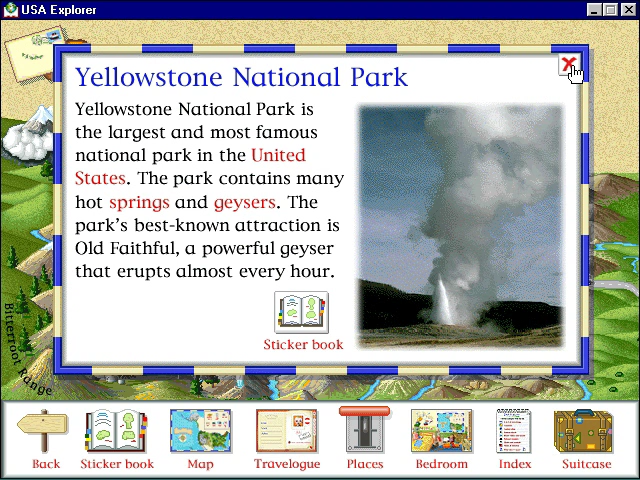 USA Explorer
Yellowstone National Park
Yellowstone National Park is
the largest and most famous
national park in the United
States. The park contains many
hot springs and geysers. The
park's best-known attraction is
Old Faithful, a powerful geyser
that erupts almost every hour.
Sticker book
Bitterroot Range
Back
Sticker book
Map
Travelogue
Places
Bedroom
Index
Suitcase